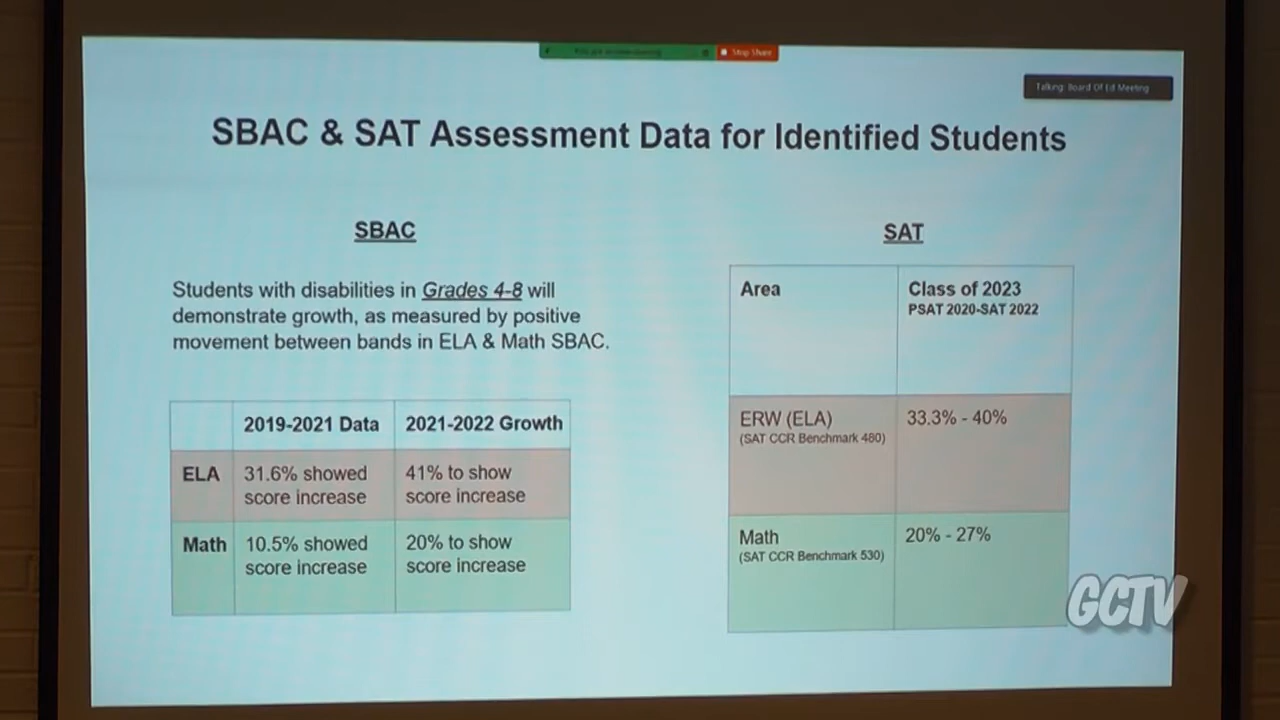 Stop Share
Talking: Board Of Ed Meeting
SBAC & SAT Assessment Data for Identified Students
SBAC
Students with disabilities in Grades 4-8 will
demonstrate growth, as measured by positive
movement between bands in ELA & Math SBAC.
2019-2021 Data
2021-2022 Growth
ELA
31.6% showed
score increase
41% to show
score increase
Math
10.5% showed
score increase
20% to show
score increase
SAT
Area
Class of 2023
PSAT 2020-SAT 2022
ERW (ELA)
(SAT CCR Benchmark 480)
33.3% - 40%
Math
(SAT CCR Benchmark 530)
20% - 27%
GCTV